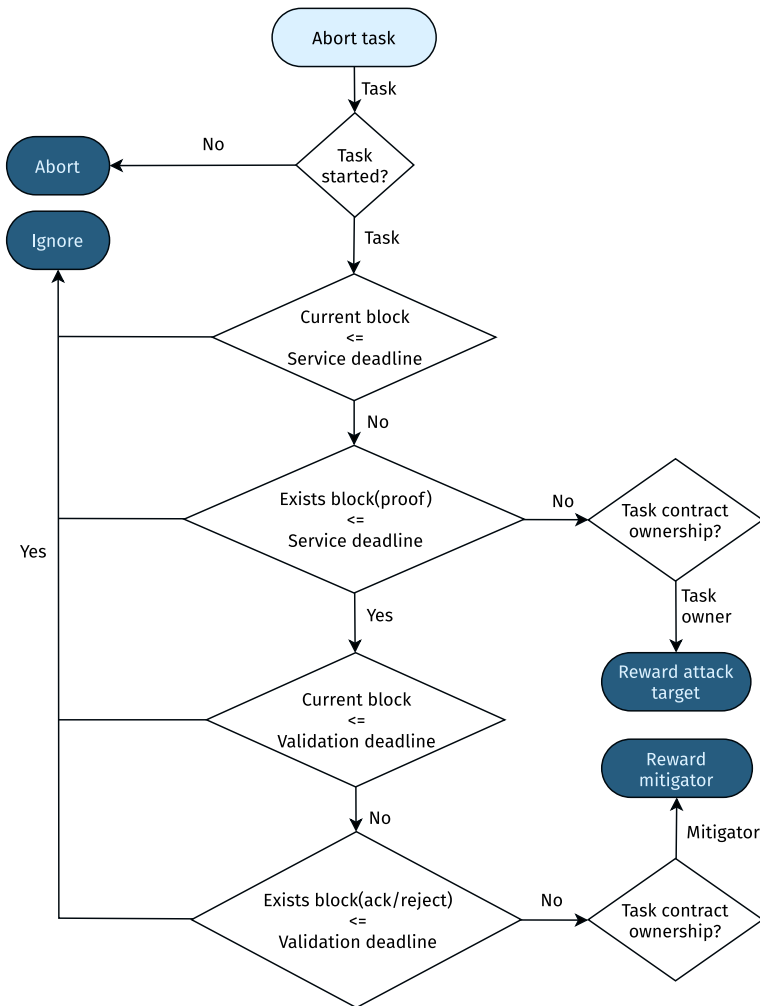 Abort task
Task
No
Abort
Task
started?
Ignore
Task
Current block
<=
Service deadline
No
Exists block(proof)
<=
Service deadline
No
Task contract
ownership?
Yes
Yes
Task
owner
Reward attack
target
Current block
<=
Validation deadline
Reward
mitigator
No
Mitigator
Exists block(ack/reject)
<=
Validation deadline
No
Task contract
ownership?